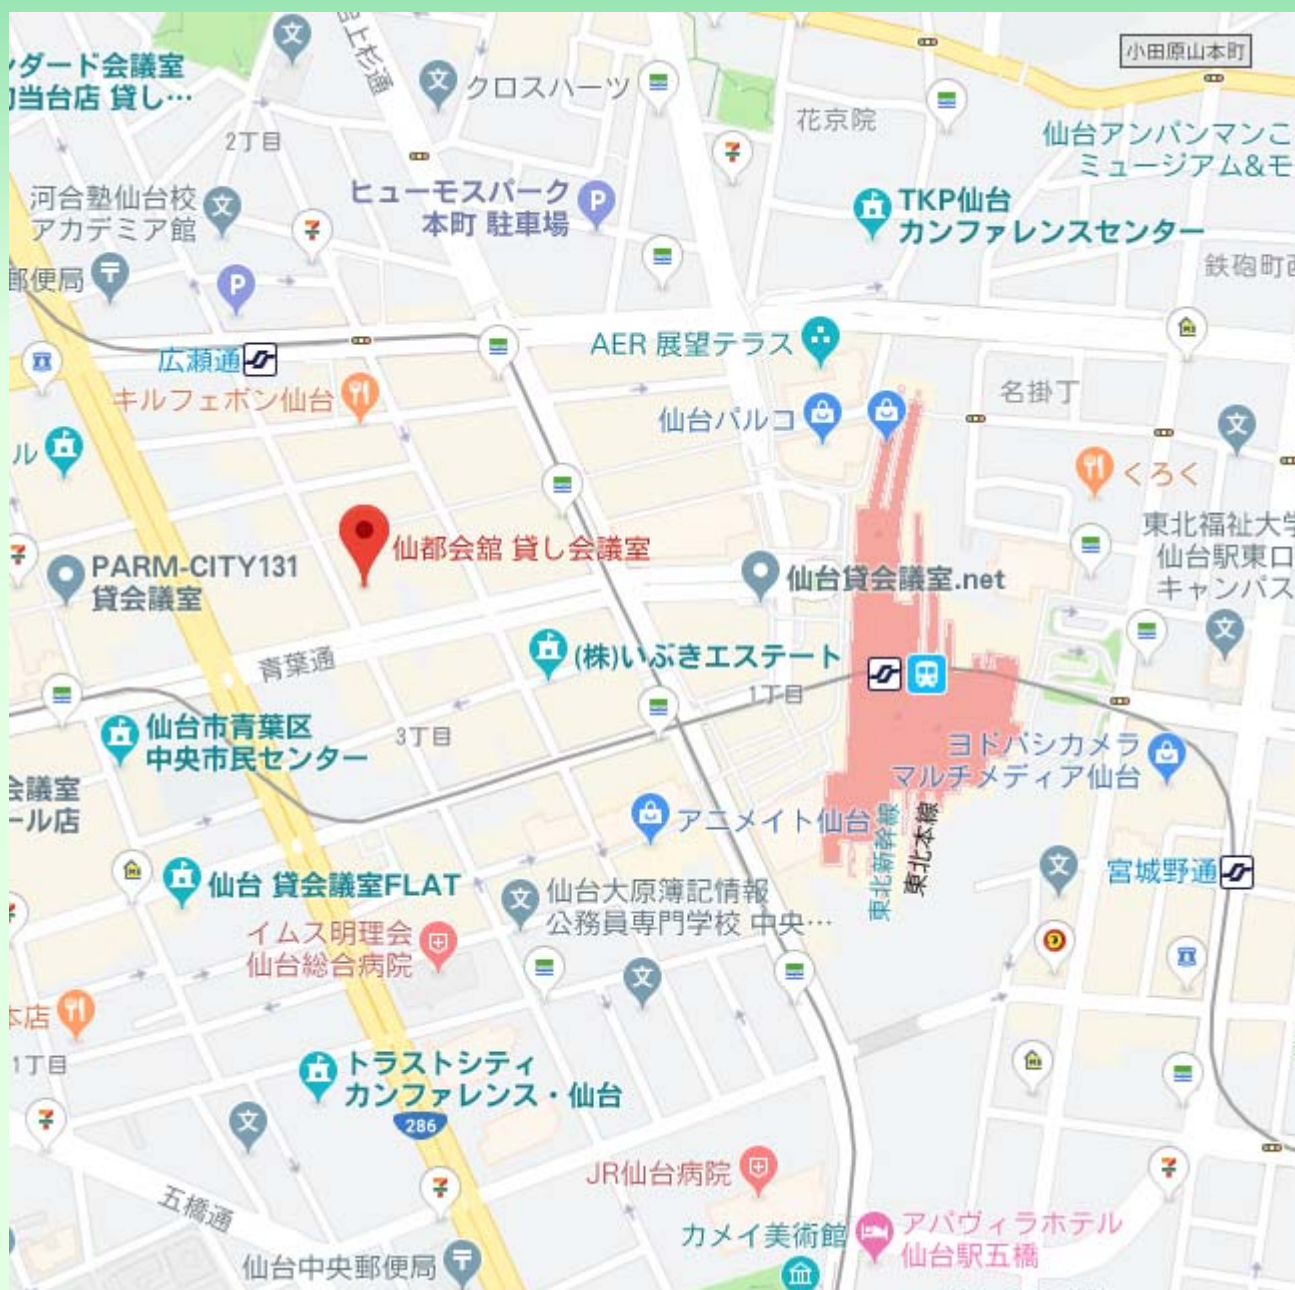 上杉通
小田原山本町
ンダード会議室
勾当台店 貸し…
クロスハーツ
花京院
仙台アンパンマンこ
ミュージアム&モ
2丁目
河合塾仙台校
アカデミア館
ヒューモスパーク
本町 駐車場
TKP仙台
カンファレンスセンター
郵便局
鉄砲町西
広瀬通
AER 展望テラス
キルフェボン仙台
仙台パルコ
名掛丁
ル
くろく
仙都会舘 貸し会議室
東北福祉大学
仙台駅東口
キャンパス
PARM-CITY131
貸会議室
仙台貸会議室.net
青葉通
(株)いぶきエステート
1丁目
仙台市青葉区
中央市民センター
3丁目
ヨドバシカメラ
マルチメディア仙台
会議室
ール店
アニメイト仙台
東北新幹線
東北本線
宮城野通
仙台 貸会議室FLAT
仙台大原簿記情報
公務員専門学校 中央…
イムス明理会
仙台総合病院
本店
1丁目
トラストシティ
カンファレンス・仙台
286
JR仙台病院
五橋通
カメイ美術館
アパヴィラホテル
仙台駅五橋
仙台中央郵便局